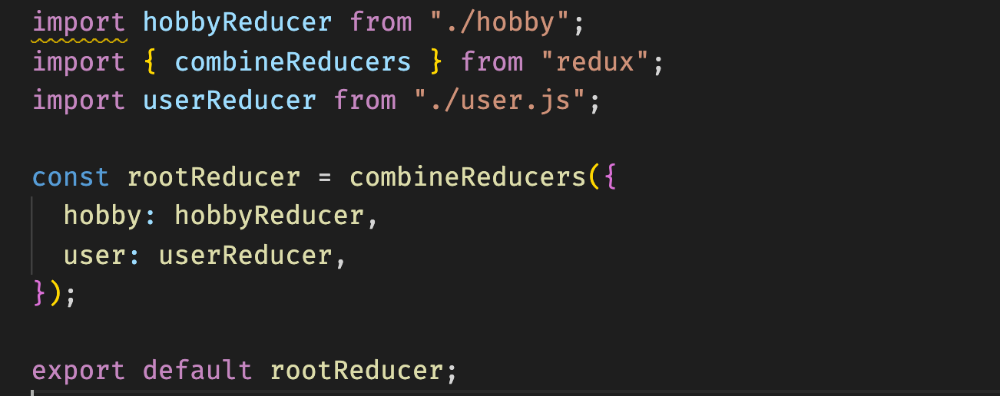 import hobbyReducer from "./hobby";
import { combineReducers } from "redux";
import userReducer from "./user.js";
const rootReducer = combineReducers({
hobby: hobbyReducer,
user: userReducer,
});
export default rootReducer;